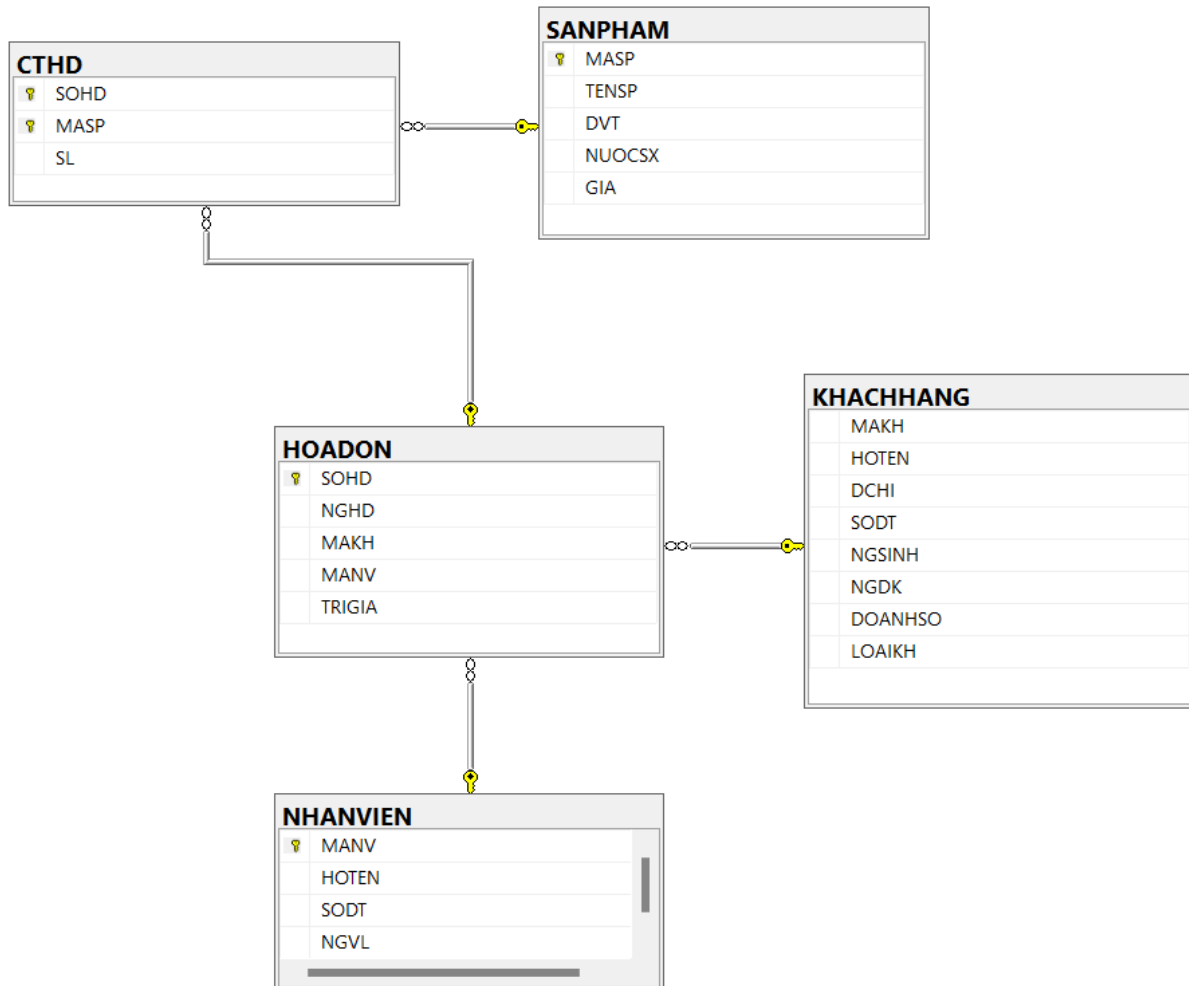 CTHD
SOHD
MASP
SL
SANPHAM
MASP
TENSP
DVT
NUOCSX
GIA
HOADON
SOHD
NGHD
MAKH
MANV
TRIGIA
KHACHHANG
MAKH
HOTEN
DCHI
SODT
NGSINH
NGDK
DOANHSO
LOAIKH
NHANVIEN
MANV
HOTEN
SODT
NGVL